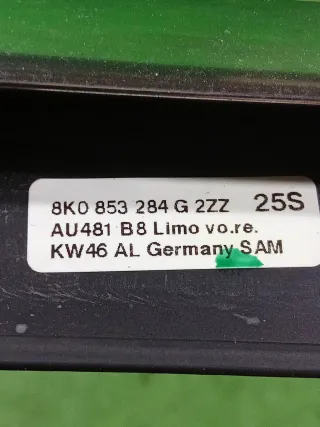 8K0 853 284 G 2ZZ 25S
AU481 B8 Limo vo.re.
KW46 AL Germany SAM